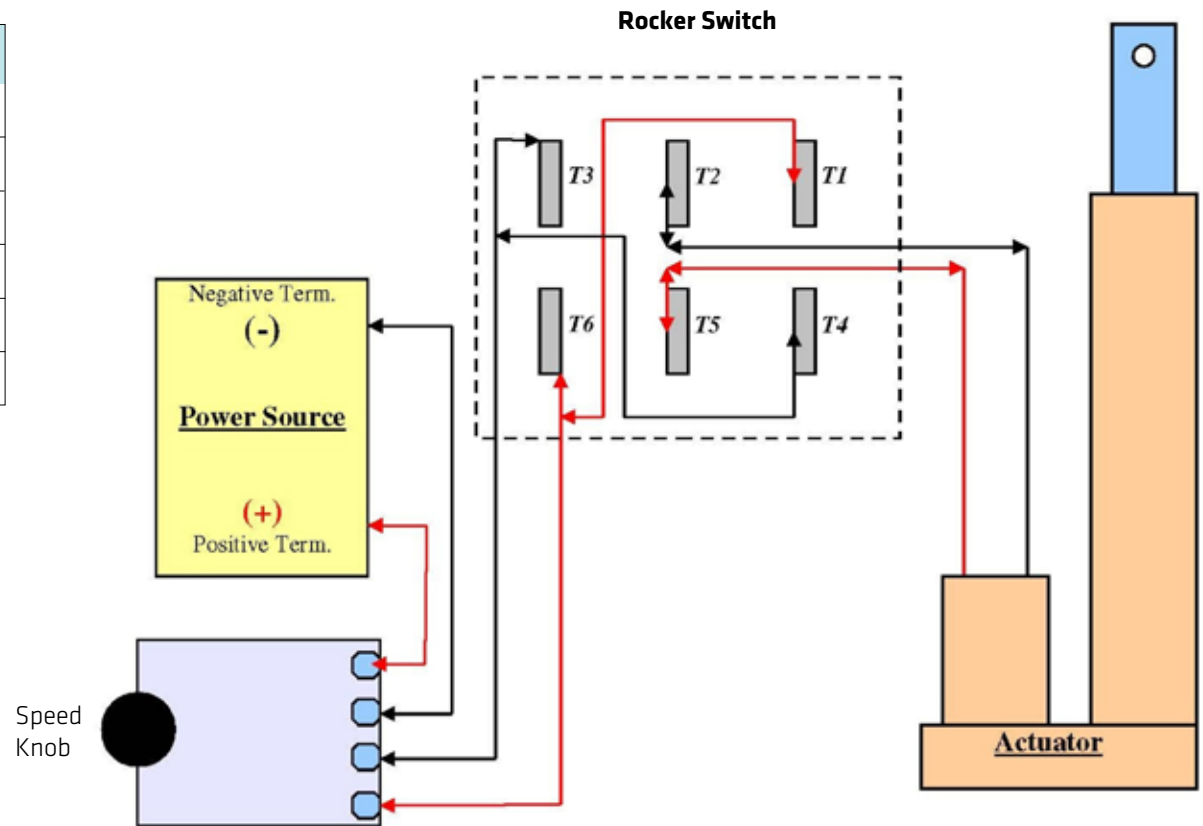 Rocker Switch
T3
T2
T1
T6
T5
T4
Negative Term.
(-)
Power Source
(+)
Positive Term.
Speed
Knob
Actuator